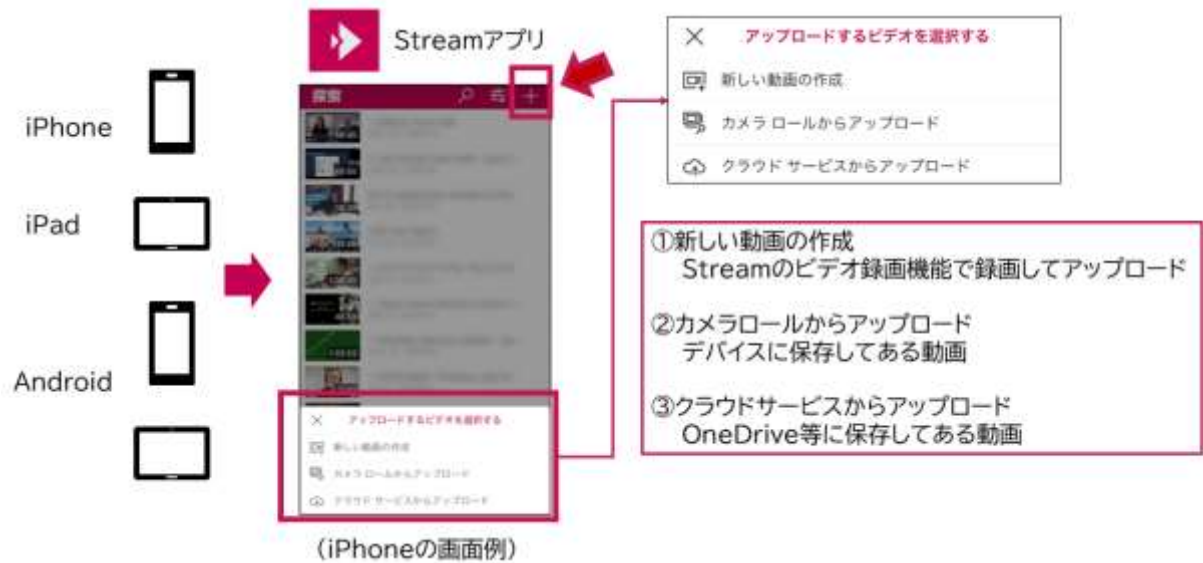 Streamアプリ
iPhone
iPad
Android
探索
アップロードするビデオを選択する
新しい動画の作成
カメラ ロールからアップロード
クラウド サービスからアップロード
(iPhoneの画面例)
アップロードするビデオを選択する
新しい動画の作成
カメラ ロールからアップロード
クラウド サービスからアップロード
①新しい動画の作成
Streamのビデオ録画機能で録画してアップロード
②カメラロールからアップロード
デバイスに保存してある動画
③クラウドサービスからアップロード
OneDrive等に保存してある動画